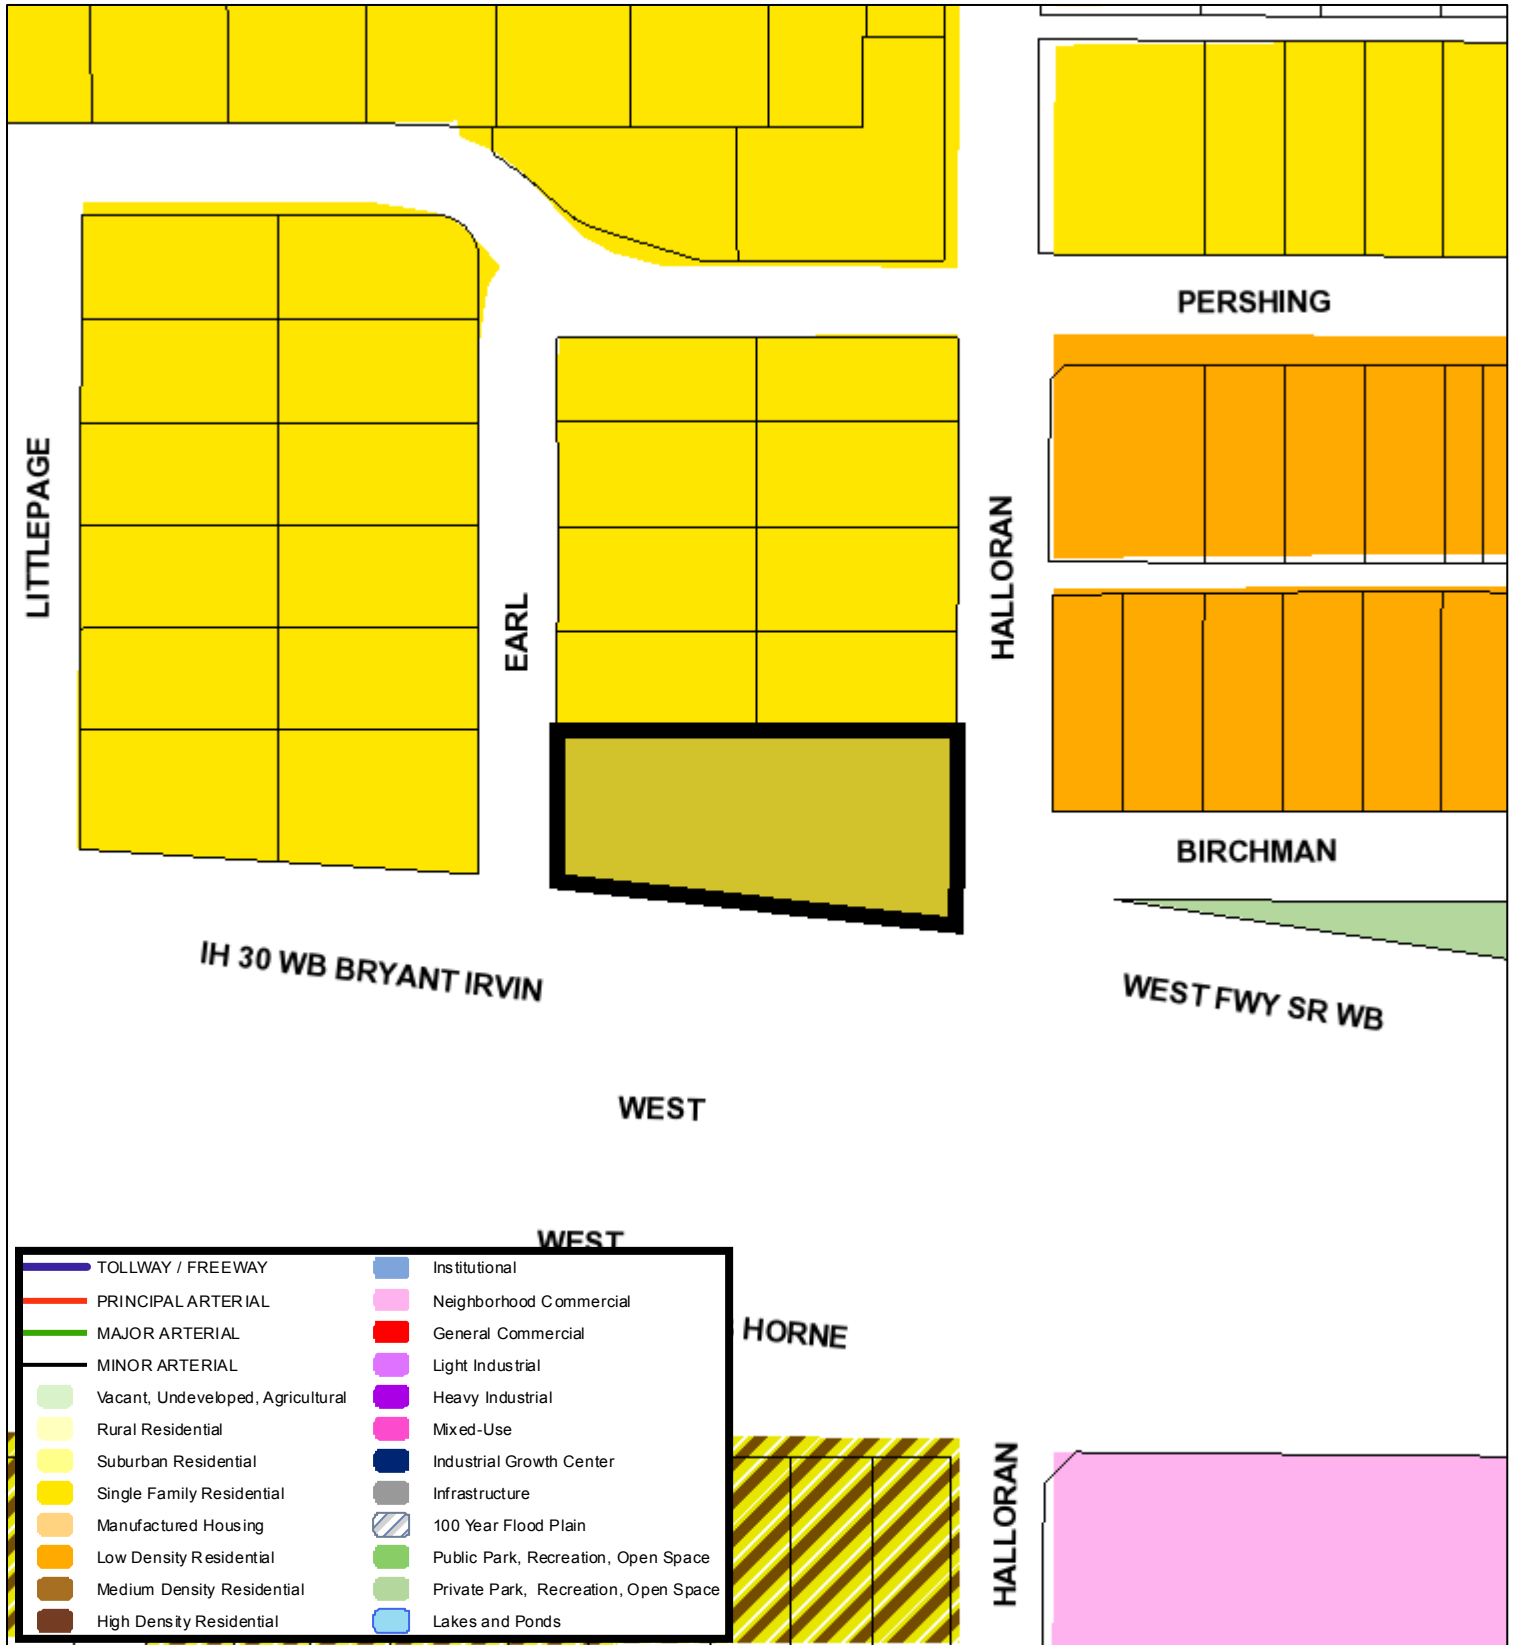 PERSHING
LITTLEPAGE
EARL
HALLORAN
BIRCHMAN
IH 30 WB BRYANT IRVIN
WEST FWY SR WB
WEST
WEST
HORNE
HALLORAN
TOLLWAY / FREEWAY
PRINCIPAL ARTERIAL
MAJOR ARTERIAL
MINOR ARTERIAL
Vacant, Undeveloped, Agricultural
Rural Residential
Suburban Residential
Single Family Residential
Manufactured Housing
Low Density Residential
Medium Density Residential
High Density Residential
Institutional
Neighborhood Commercial
General Commercial
Light Industrial
Heavy Industrial
Mixed-Use
Industrial Growth Center
Infrastructure
100 Year Flood Plain
Public Park, Recreation, Open Space
Private Park, Recreation, Open Space
Lakes and Ponds